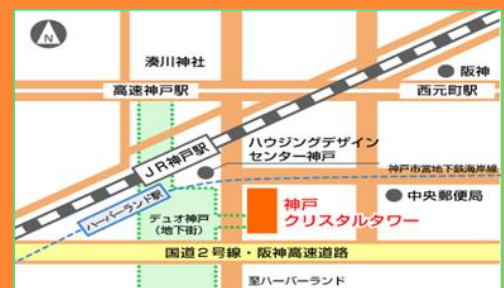 N
湊川神社
阪神
高速神戸駅
西元町駅
JR神戸駅
ハウジングデザイン
センター神戸
神戸市営地下鉄海岸線
ハーバーランド駅
デュオ神戸
(地下街)
神戸
クリスタルタワー
中央郵便局
国道2号線・阪神高速道路
至ハーバーランド